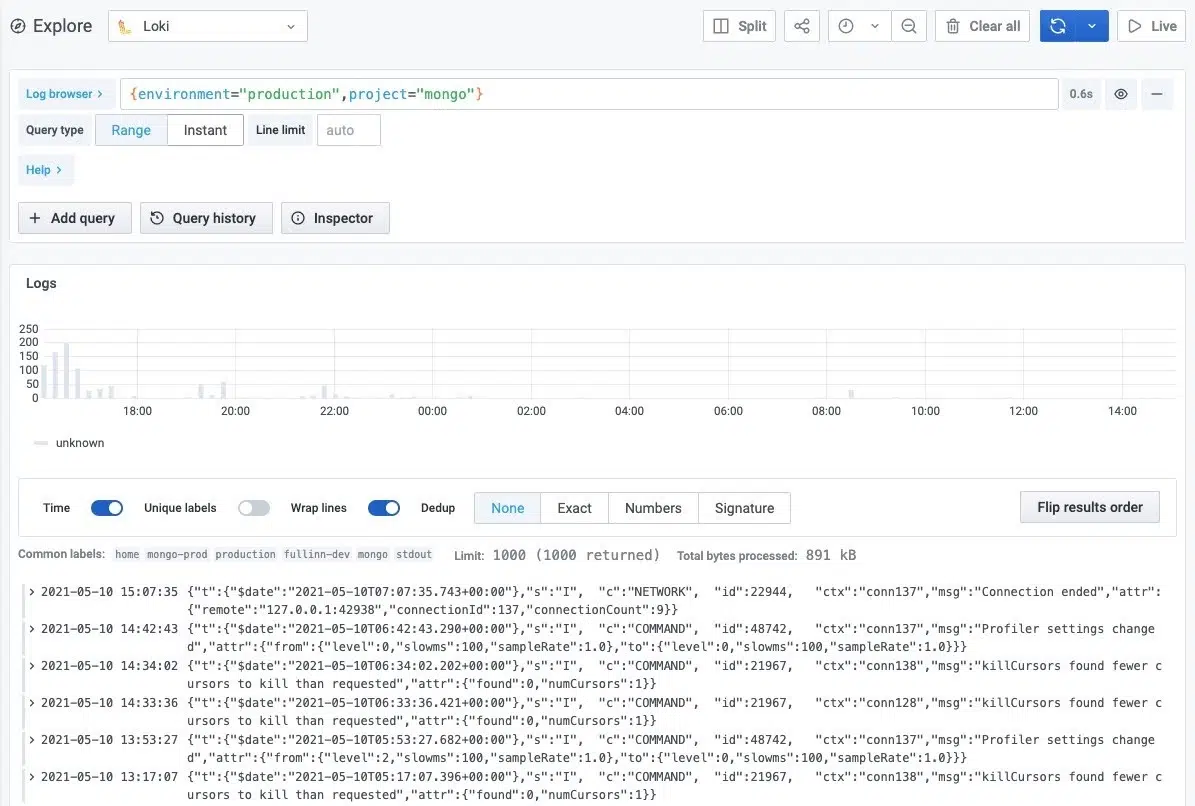 Explore Loki Split Clear all Live
Log browser > {environment="production",project="mongo"} 0.6s
Query type Range Instant Line limit auto
Help >
+ Add query Query history Inspector
Logs
250
200
150
100
50
0
18:00 20:00 22:00 00:00 02:00 04:00 06:00 08:00 10:00 12:00 14:00
unknown
Time Unique labels Wrap lines Dedup None Exact Numbers Signature Flip results order
Common labels: home mongo-prod production fullinn-dev mongo stdout Limit: 1000 (1000 returned) Total bytes processed: 891 kB
> 2021-05-10 15:07:35 {"t":{"$date":"2021-05-10T07:07:35.743+00:00"},"s":"I", "c":"NETWORK", "id":22944, "ctx":"conn137","msg":"Connection ended","attr":
{"remote":"127.0.0.1:42938","connectionId":137,"connectionCount":9}}
> 2021-05-10 14:42:43 {"t":{"$date":"2021-05-10T06:42:43.290+00:00"},"s":"I", "c":"COMMAND", "id":48742, "ctx":"conn137","msg":"Profiler settings change
d","attr":{"from":{"level":0,"slowms":100,"sampleRate":1.0},"to":{"level":0,"slowms":100,"sampleRate":1.0}}}
> 2021-05-10 14:34:02 {"t":{"$date":"2021-05-10T06:34:02.202+00:00"},"s":"I", "c":"COMMAND", "id":21967, "ctx":"conn138","msg":"killCursors found fewer c
ursors to kill than requested","attr":{"found":0,"numCursors":1}}
> 2021-05-10 14:33:36 {"t":{"$date":"2021-05-10T06:33:36.421+00:00"},"s":"I", "c":"COMMAND", "id":21967, "ctx":"conn128","msg":"killCursors found fewer c
ursors to kill than requested","attr":{"found":0,"numCursors":1}}
> 2021-05-10 13:53:27 {"t":{"$date":"2021-05-10T05:53:27.682+00:00"},"s":"I", "c":"COMMAND", "id":48742, "ctx":"conn137","msg":"Profiler settings change
d","attr":{"from":{"level":2,"slowms":100,"sampleRate":1.0},"to":{"level":0,"slowms":100,"sampleRate":1.0}}}
> 2021-05-10 13:17:07 {"t":{"$date":"2021-05-10T05:17:07.396+00:00"},"s":"I", "c":"COMMAND", "id":21967, "ctx":"conn138","msg":"killCursors found fewer c
ursors to kill than requested","attr":{"found":0,"numCursors":1}}